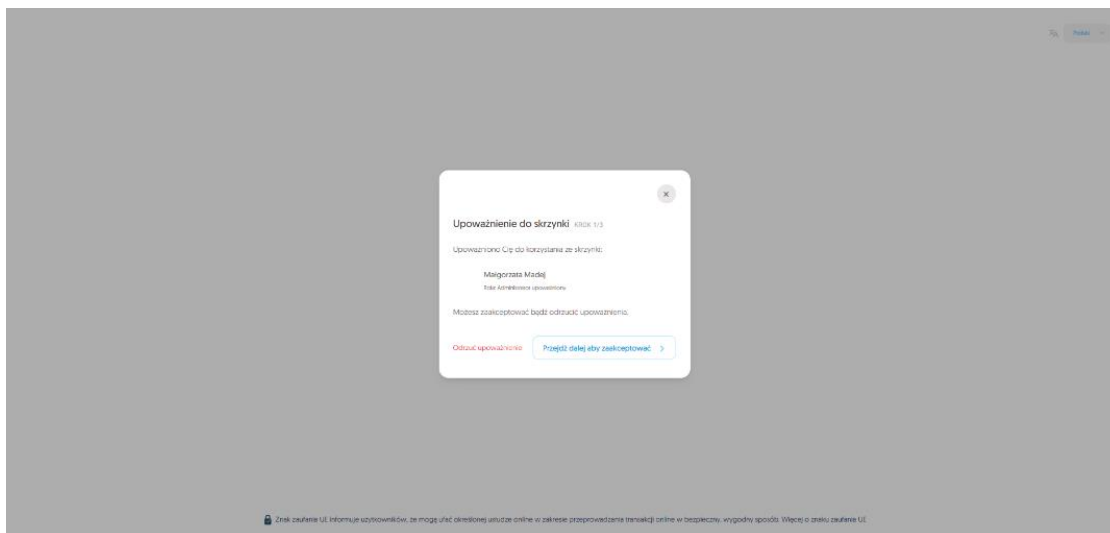 Polski
Upoważnienie do skrzynki KROK 1/3
Upoważniono Cię do korzystania ze skrzynki:
Małgorzata Madej
Rola: Administrator upoważniony
Możesz zaakceptować bądź odrzucić upoważnienia.
Odrzuć upoważnienie Przejdź dalej aby zaakceptować
Znak zaufania UE informuje użytkowników, że mogą ufać określonej usłudze online w zakresie przeprowadzania transakcji online w bezpieczny, wygodny sposób. Więcej o znaku zaufania UE